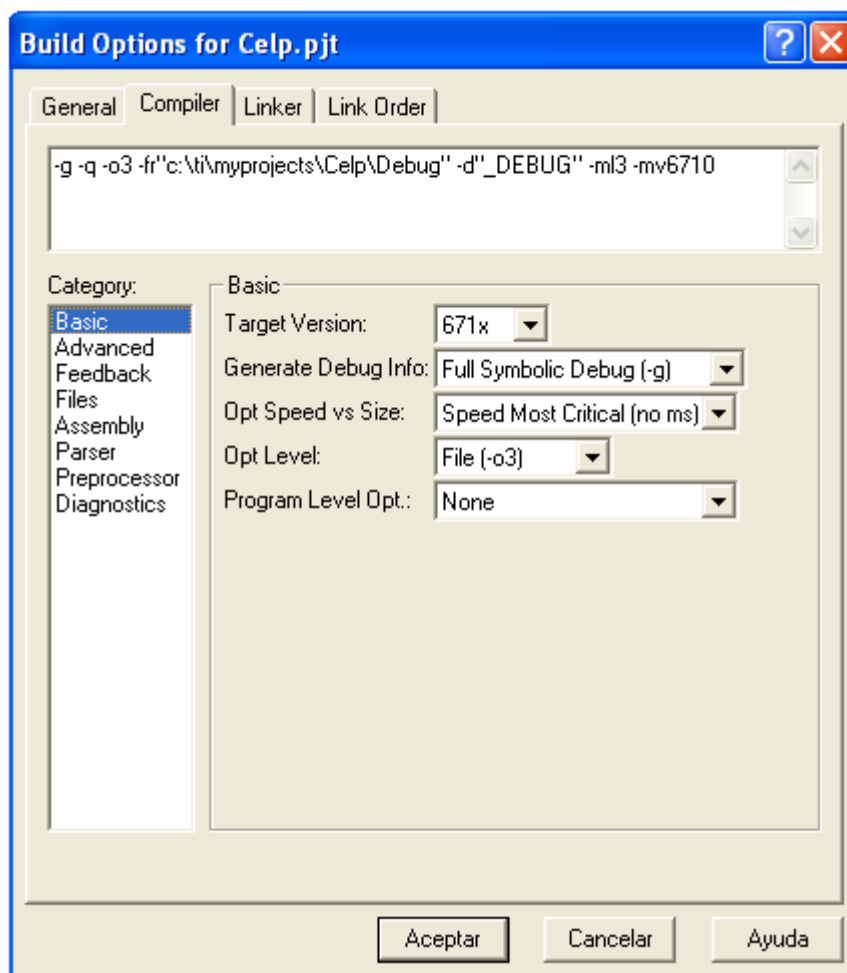 Build Options for Celp.pjt
General Compiler Linker Link Order
-g -q -o3 -fr"c:\ti\myprojects\Celp\Debug" -d"_DEBUG" -ml3 -mv6710
Category:
Basic
Advanced
Feedback
Files
Assembly
Parser
Preprocessor
Diagnostics
Basic
Target Version: 671x
Generate Debug Info: Full Symbolic Debug (-g)
Opt Speed vs Size: Speed Most Critical (no ms)
Opt Level: File (-o3)
Program Level Opt.: None
Aceptar Cancelar Ayuda